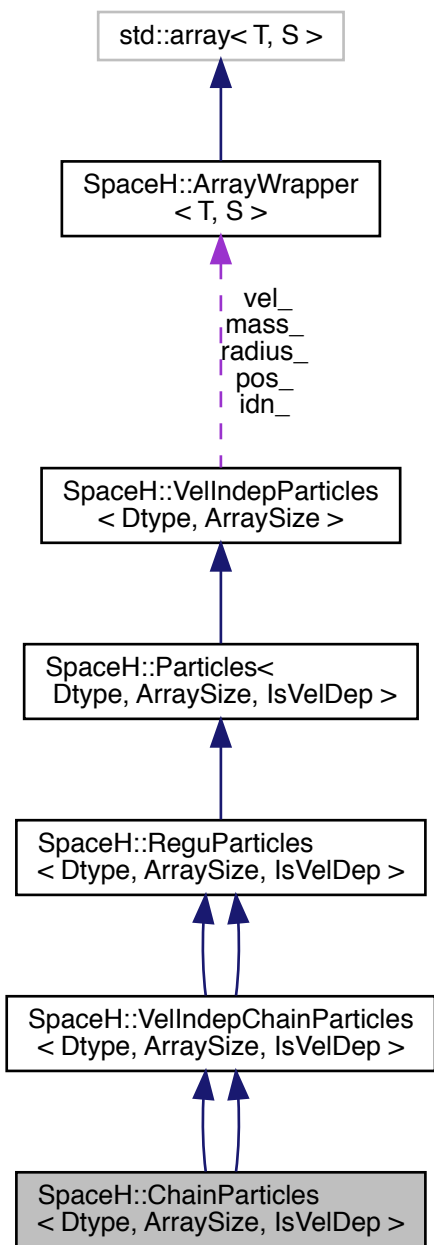 std::array< T, S >
SpaceH::ArrayWrapper
< T, S >
vel_
mass_
radius_
pos_
idn_
SpaceH::VelIndepParticles
< Dtype, ArraySize >
SpaceH::Particles<
Dtype, ArraySize, IsVelDep >
SpaceH::ReguParticles
< Dtype, ArraySize, IsVelDep >
SpaceH::VelIndepChainParticles
< Dtype, ArraySize, IsVelDep >
SpaceH::ChainParticles
< Dtype, ArraySize, IsVelDep >